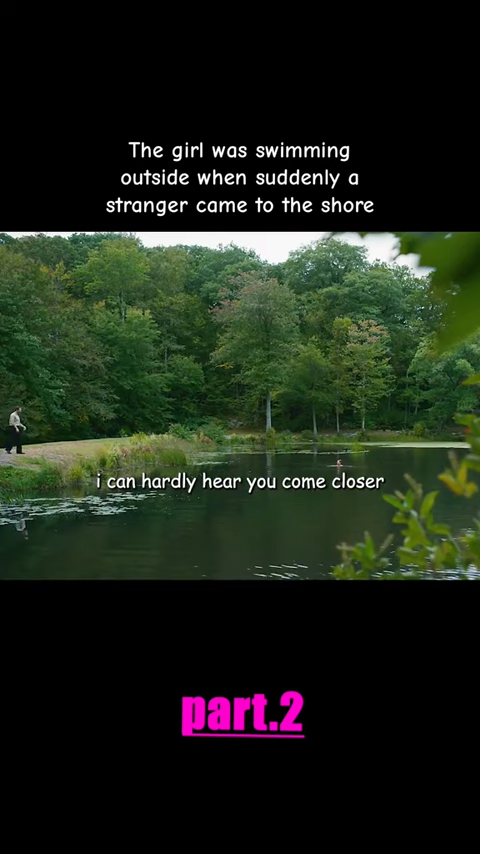 The girl was swimming
outside when suddenly a
stranger came to the shore
i can hardly hear you come closer
part.2